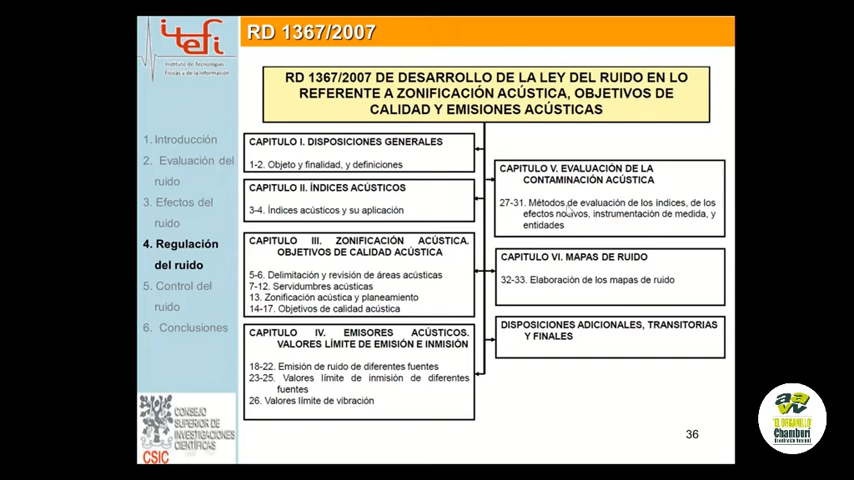 itefi
Instituto de Tecnologías
Físicas y de la Información
RD 1367/2007
RD 1367/2007 DE DESARROLLO DE LA LEY DEL RUIDO EN LO
REFERENTE A ZONIFICACIÓN ACÚSTICA, OBJETIVOS DE
CALIDAD Y EMISIONES ACÚSTICAS
1. Introducción
2. Evaluación del
ruido
3. Efectos del
ruido
4. Regulación
del ruido
5. Control del
ruido
6. Conclusiones
CAPITULO I. DISPOSICIONES GENERALES
1-2. Objeto y finalidad, y definiciones
CAPITULO II. ÍNDICES ACÚSTICOS
3-4. Índices acústicos y su aplicación
CAPITULO III. ZONIFICACIÓN ACÚSTICA.
OBJETIVOS DE CALIDAD ACÚSTICA
5-6. Delimitación y revisión de áreas acústicas
7-12. Servidumbres acústicas
13. Zonificación acústica y planeamiento
14-17. Objetivos de calidad acústica
CAPITULO IV. EMISORES ACÚSTICOS.
VALORES LÍMITE DE EMISIÓN E INMISIÓN
18-22. Emisión de ruido de diferentes fuentes
23-25. Valores límite de inmisión de diferentes
fuentes
26. Valores límite de vibración
CAPITULO V. EVALUACIÓN DE LA
CONTAMINACIÓN ACÚSTICA
27-31. Métodos de evaluación de los índices, de los
efectos nocivos, instrumentación de medida, y
entidades
CAPITULO VI. MAPAS DE RUIDO
32-33. Elaboración de los mapas de ruido
DISPOSICIONES ADICIONALES, TRANSITORIAS
Y FINALES
CONSEJO
SUPERIOR DE
INVESTIGACIONES
CIENTÍFICAS
CSIC
36
"EL ORGANILLO"
Chamberí